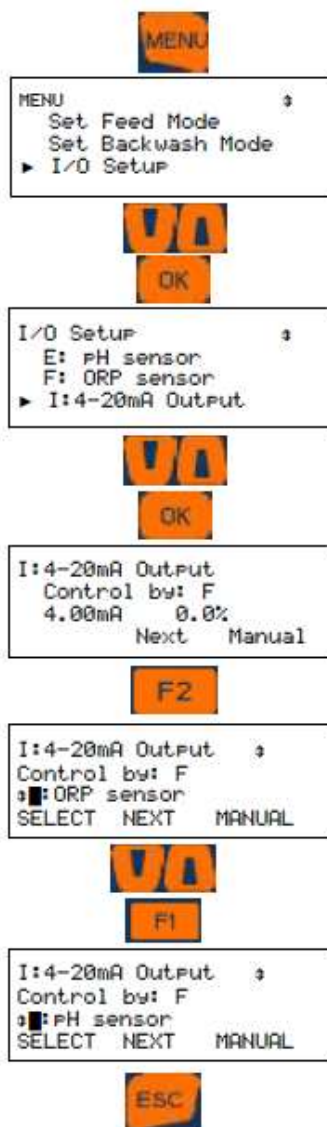 MENU
MENU
Set Feed Mode
Set Backwash Mode
► I/O Setup
OK
I/O Setup
E: pH sensor
F: ORP sensor
► I:4-20mA Output
OK
I:4-20mA Output
Control by: F
4.00mA 0.0%
Next Manual
F2
I:4-20mA Output
Control by: F
:ORP sensor
SELECT NEXT MANUAL
F1
I:4-20mA Output
Control by: F
:pH sensor
SELECT NEXT MANUAL
ESC